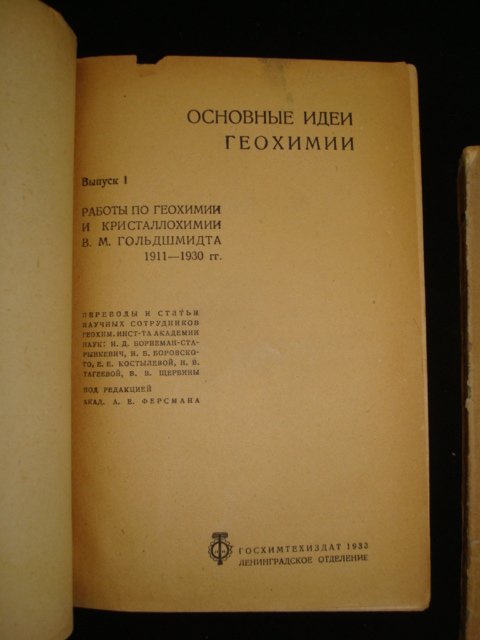 ОСНОВНЫЕ ИДЕИ
ГЕОХИМИИ
Выпуск I
РАБОТЫ ПО ГЕОХИМИИ
И КРИСТАЛЛОХИМИИ
В. М. ГОЛЬДШМИДТА
1911—1930 гг.
ПЕРЕВОДЫ И СТАТЬИ
НАУЧНЫХ СОТРУДНИКОВ
ГЕОХИМ. ИНСТ-ТА АКАДЕМИИ
НАУК: И. Д. БОРНЕМАН-СТА-
РЫНКЕВИЧ, И. Б. БОРОВСКО-
ГО, Е. Е. КОСТЫЛЕВОЙ, Н. В.
ТАГЕЕВОЙ, В. В. ЩЕРБИНЫ
ПОД РЕДАКЦИЕЙ
АКАД. А. Е. ФЕРСМАНА
ГОСХИМТЕХИЗДАТ 1933
ЛЕНИНГРАДСКОЕ ОТДЕЛЕНИЕ